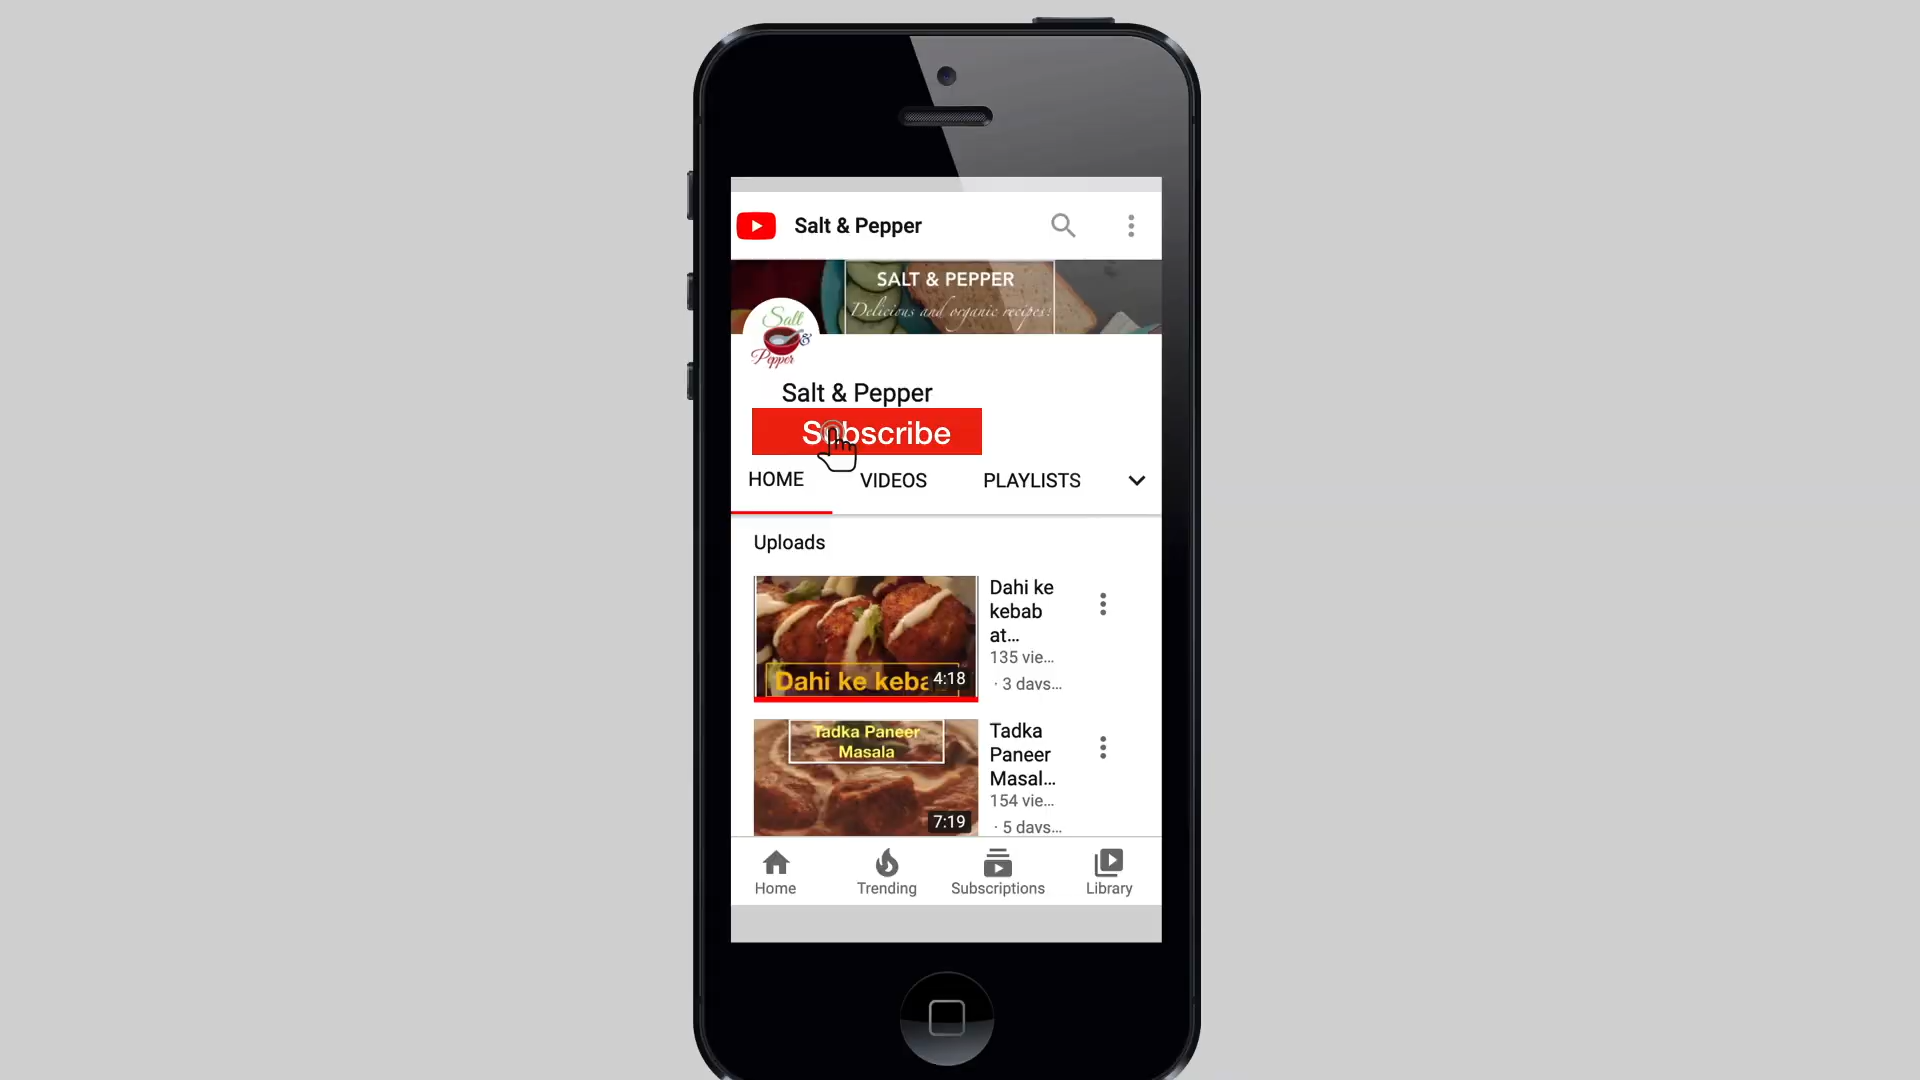 Salt & Pepper
SALT & PEPPER
Delicious and organic recipes!
Salt
&
Pepper
Salt & Pepper
Subscribe
HOME
VIDEOS
PLAYLISTS
Uploads
Dahi ke keba
4:18
Dahi ke
kebab
at...
135 vie...
· 3 days...
Tadka Paneer
Masala
7:19
Tadka
Paneer
Masal...
154 vie...
· 5 days...
Home
Trending
Subscriptions
Library